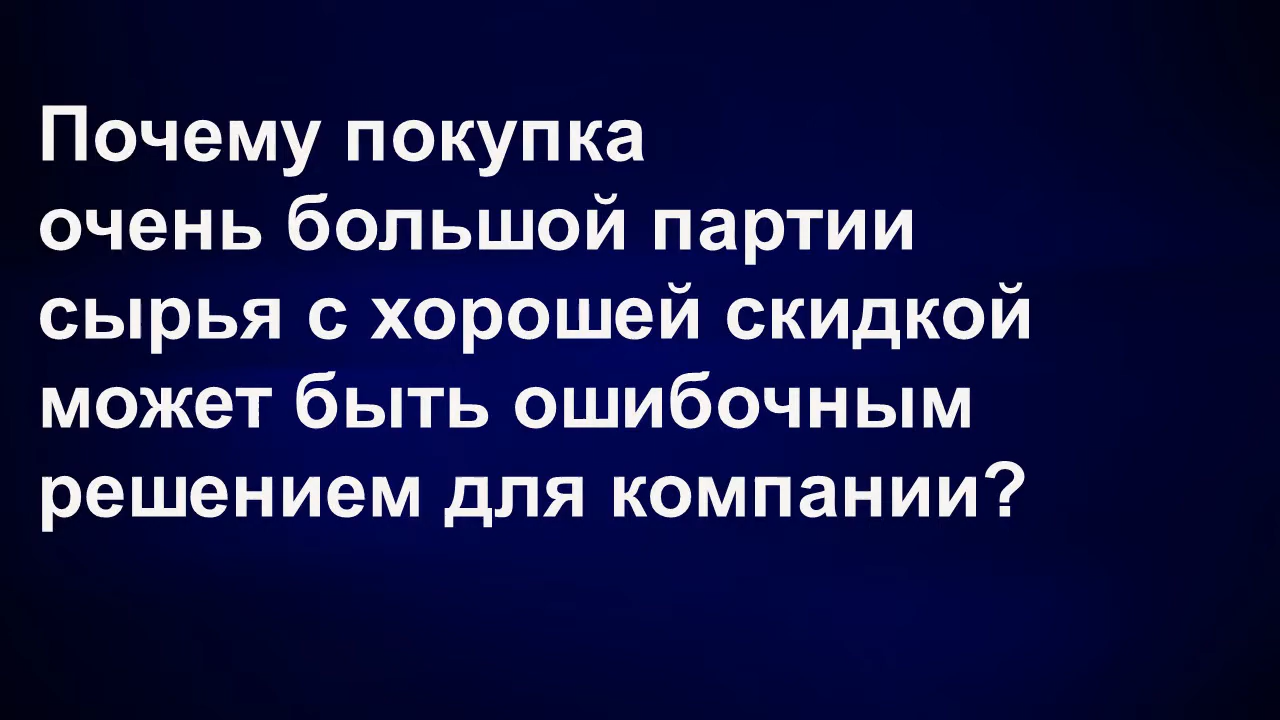 Почему покупка
очень большой партии
сырья с хорошей скидкой
может быть ошибочным
решением для компании?